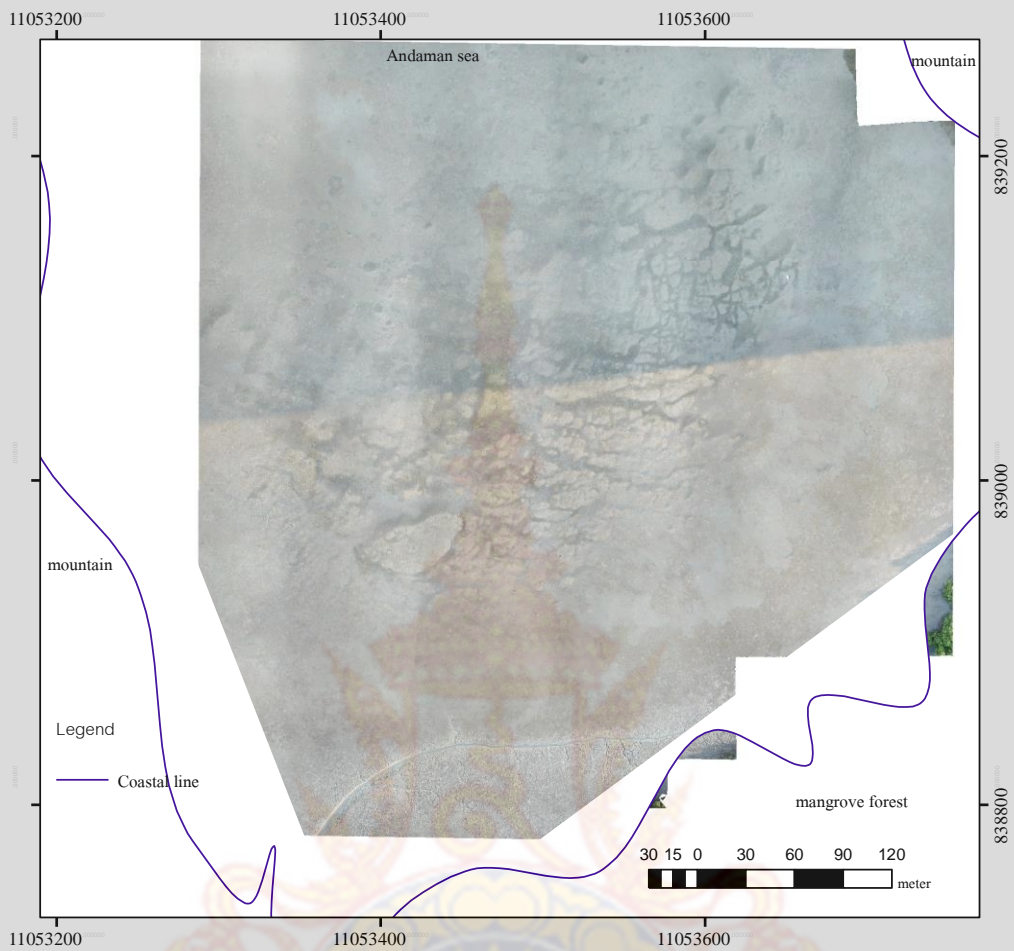 11053200 11053400 11053600
Andaman sea
mountain
839200
839000
mountain
Legend
Coastal line
mangrove forest
838800
30 15 0 30 60 90 120
meter
11053200 11053400 11053600